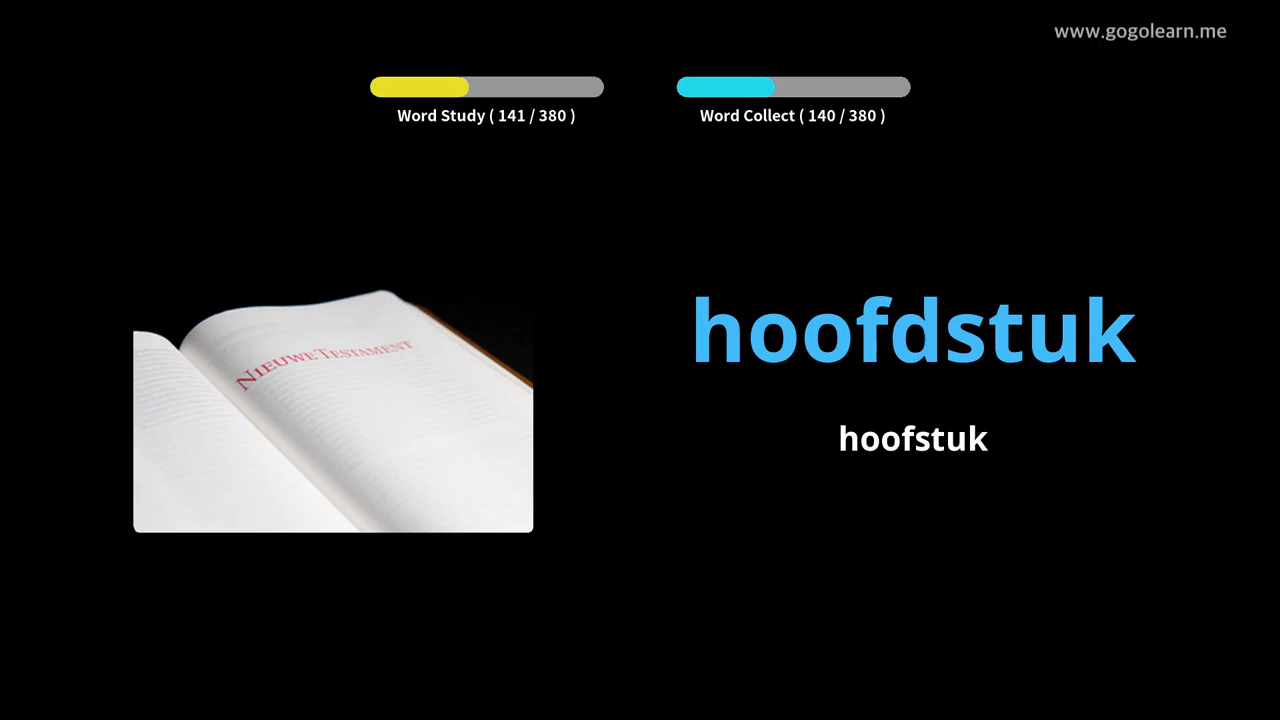 www.gogolearn.me
Word Study ( 141 / 380 )
Word Collect ( 140 / 380 )
NIEUWE TESTAMENT
hoofdstuk
hoofstuk